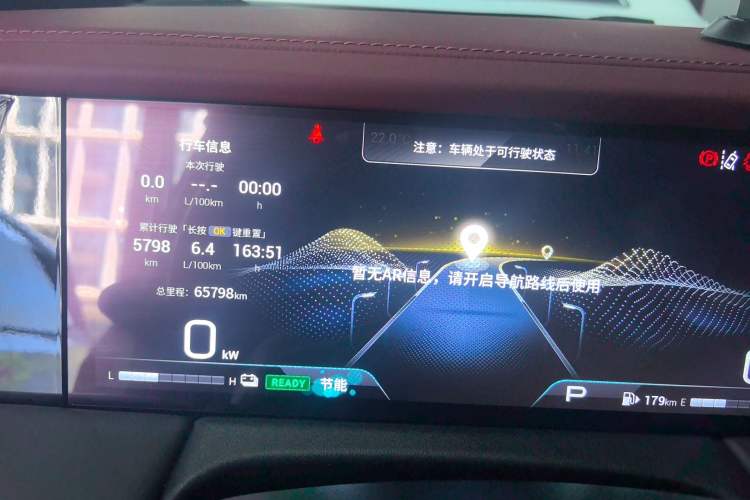 行车信息
本次行驶
0.0 --.- 00:00
km L/100km h
累计行驶「长按 OK 键重置」
5798 6.4 163:51
km L/100km h
总里程：65798km
0 kW
L H READY 节能
注意：车辆处于可行驶状态
暂无AR信息，请开启导航路线后使用
P
179km E